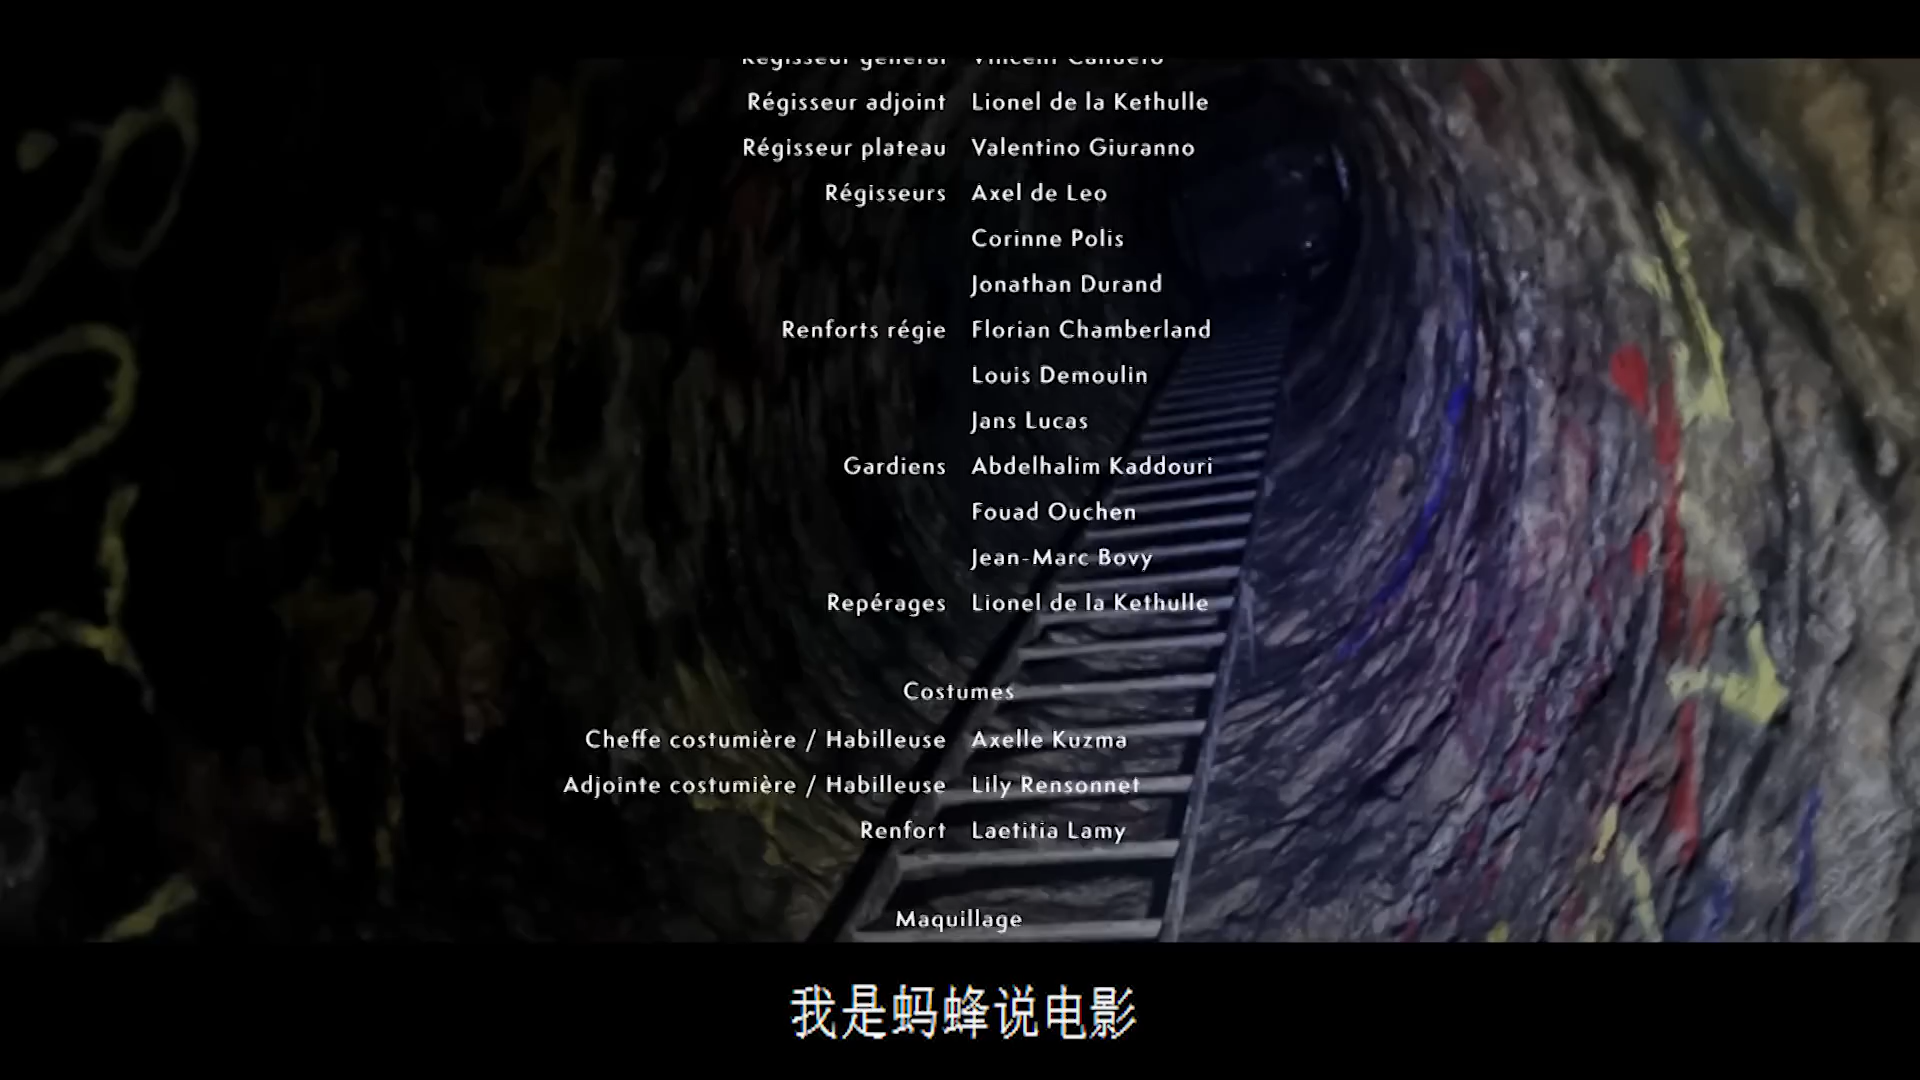 Régisseur général
Régisseur adjoint Lionel de la Kethulle
Régisseur plateau Valentino Giuranno
Régisseurs Axel de Leo
Corinne Polis
Jonathan Durand
Renforts régie Florian Chamberland
Louis Demoulin
Jans Lucas
Gardiens Abdelhalim Kaddouri
Fouad Ouchen
Jean-Marc Bovy
Repérages Lionel de la Kethulle
Costumes
Cheffe costumière / Habilleuse Axelle Kuzma
Adjointe costumière / Habilleuse Lily Rensonnet
Renfort Laetitia Lamy
Maquillage
我是蚂蜂说电影